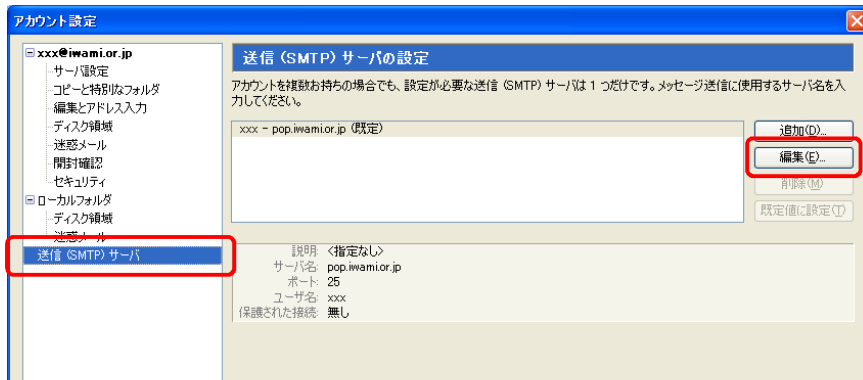 アカウント設定
xxx@iwami.or.jp
サーバ設定
コピーと特別なフォルダ
編集とアドレス入力
ディスク領域
迷惑メール
開封確認
セキュリティ
ローカルフォルダ
ディスク領域
迷惑メール
送信 (SMTP) サーバ
送信 (SMTP) サーバの設定
アカウントを複数お持ちの場合でも、設定が必要な送信 (SMTP) サーバは 1 つだけです。メッセージ送信に使用するサーバ名を入
力してください。
xxx - pop.iwami.or.jp (既定)
追加(D)...
編集(E)...
削除(M)
既定値に設定(T)
説明: <指定なし>
サーバ名: pop.iwami.or.jp
ポート: 25
ユーザ名: xxx
保護された接続: 無し